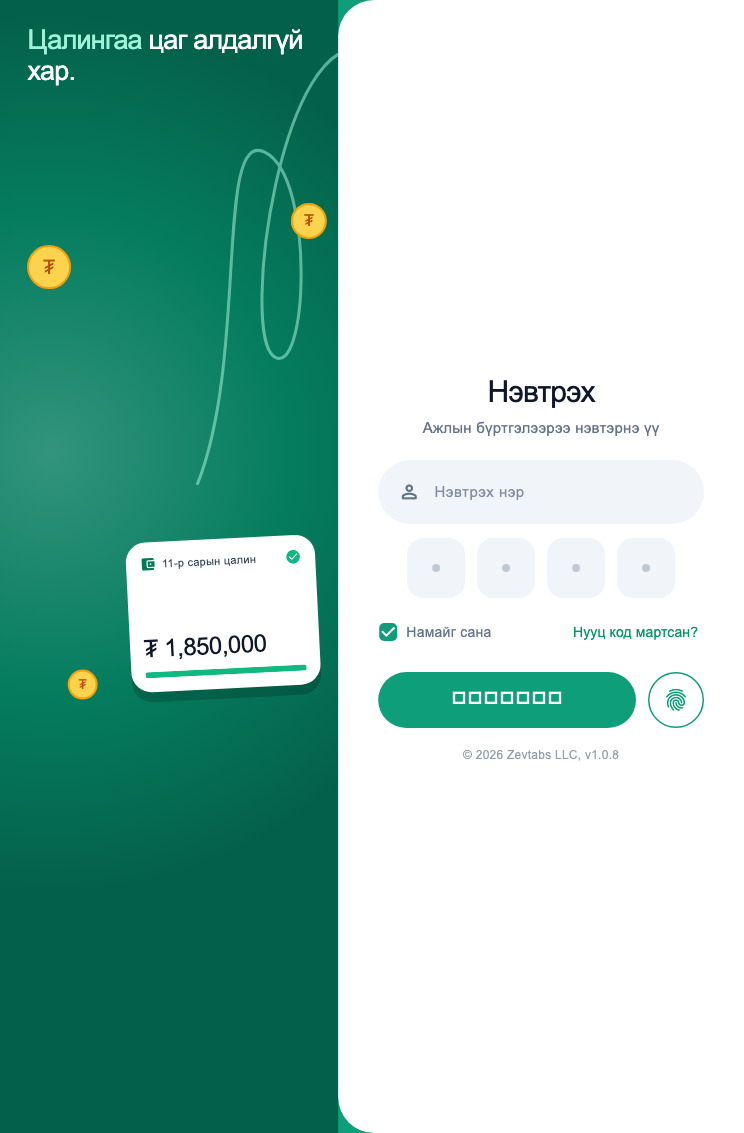 Цалингаа цаг алдалгүй
хар.
₮
₮
11-р сарын цалин
₮ 1,850,000
₮
Нэвтрэх
Ажлын бүртгэлээрээ нэвтэрнэ үү
Нэвтрэх нэр
Намайг сана
Нууц код мартсан?
© 2026 Zevtabs LLC, v1.0.8